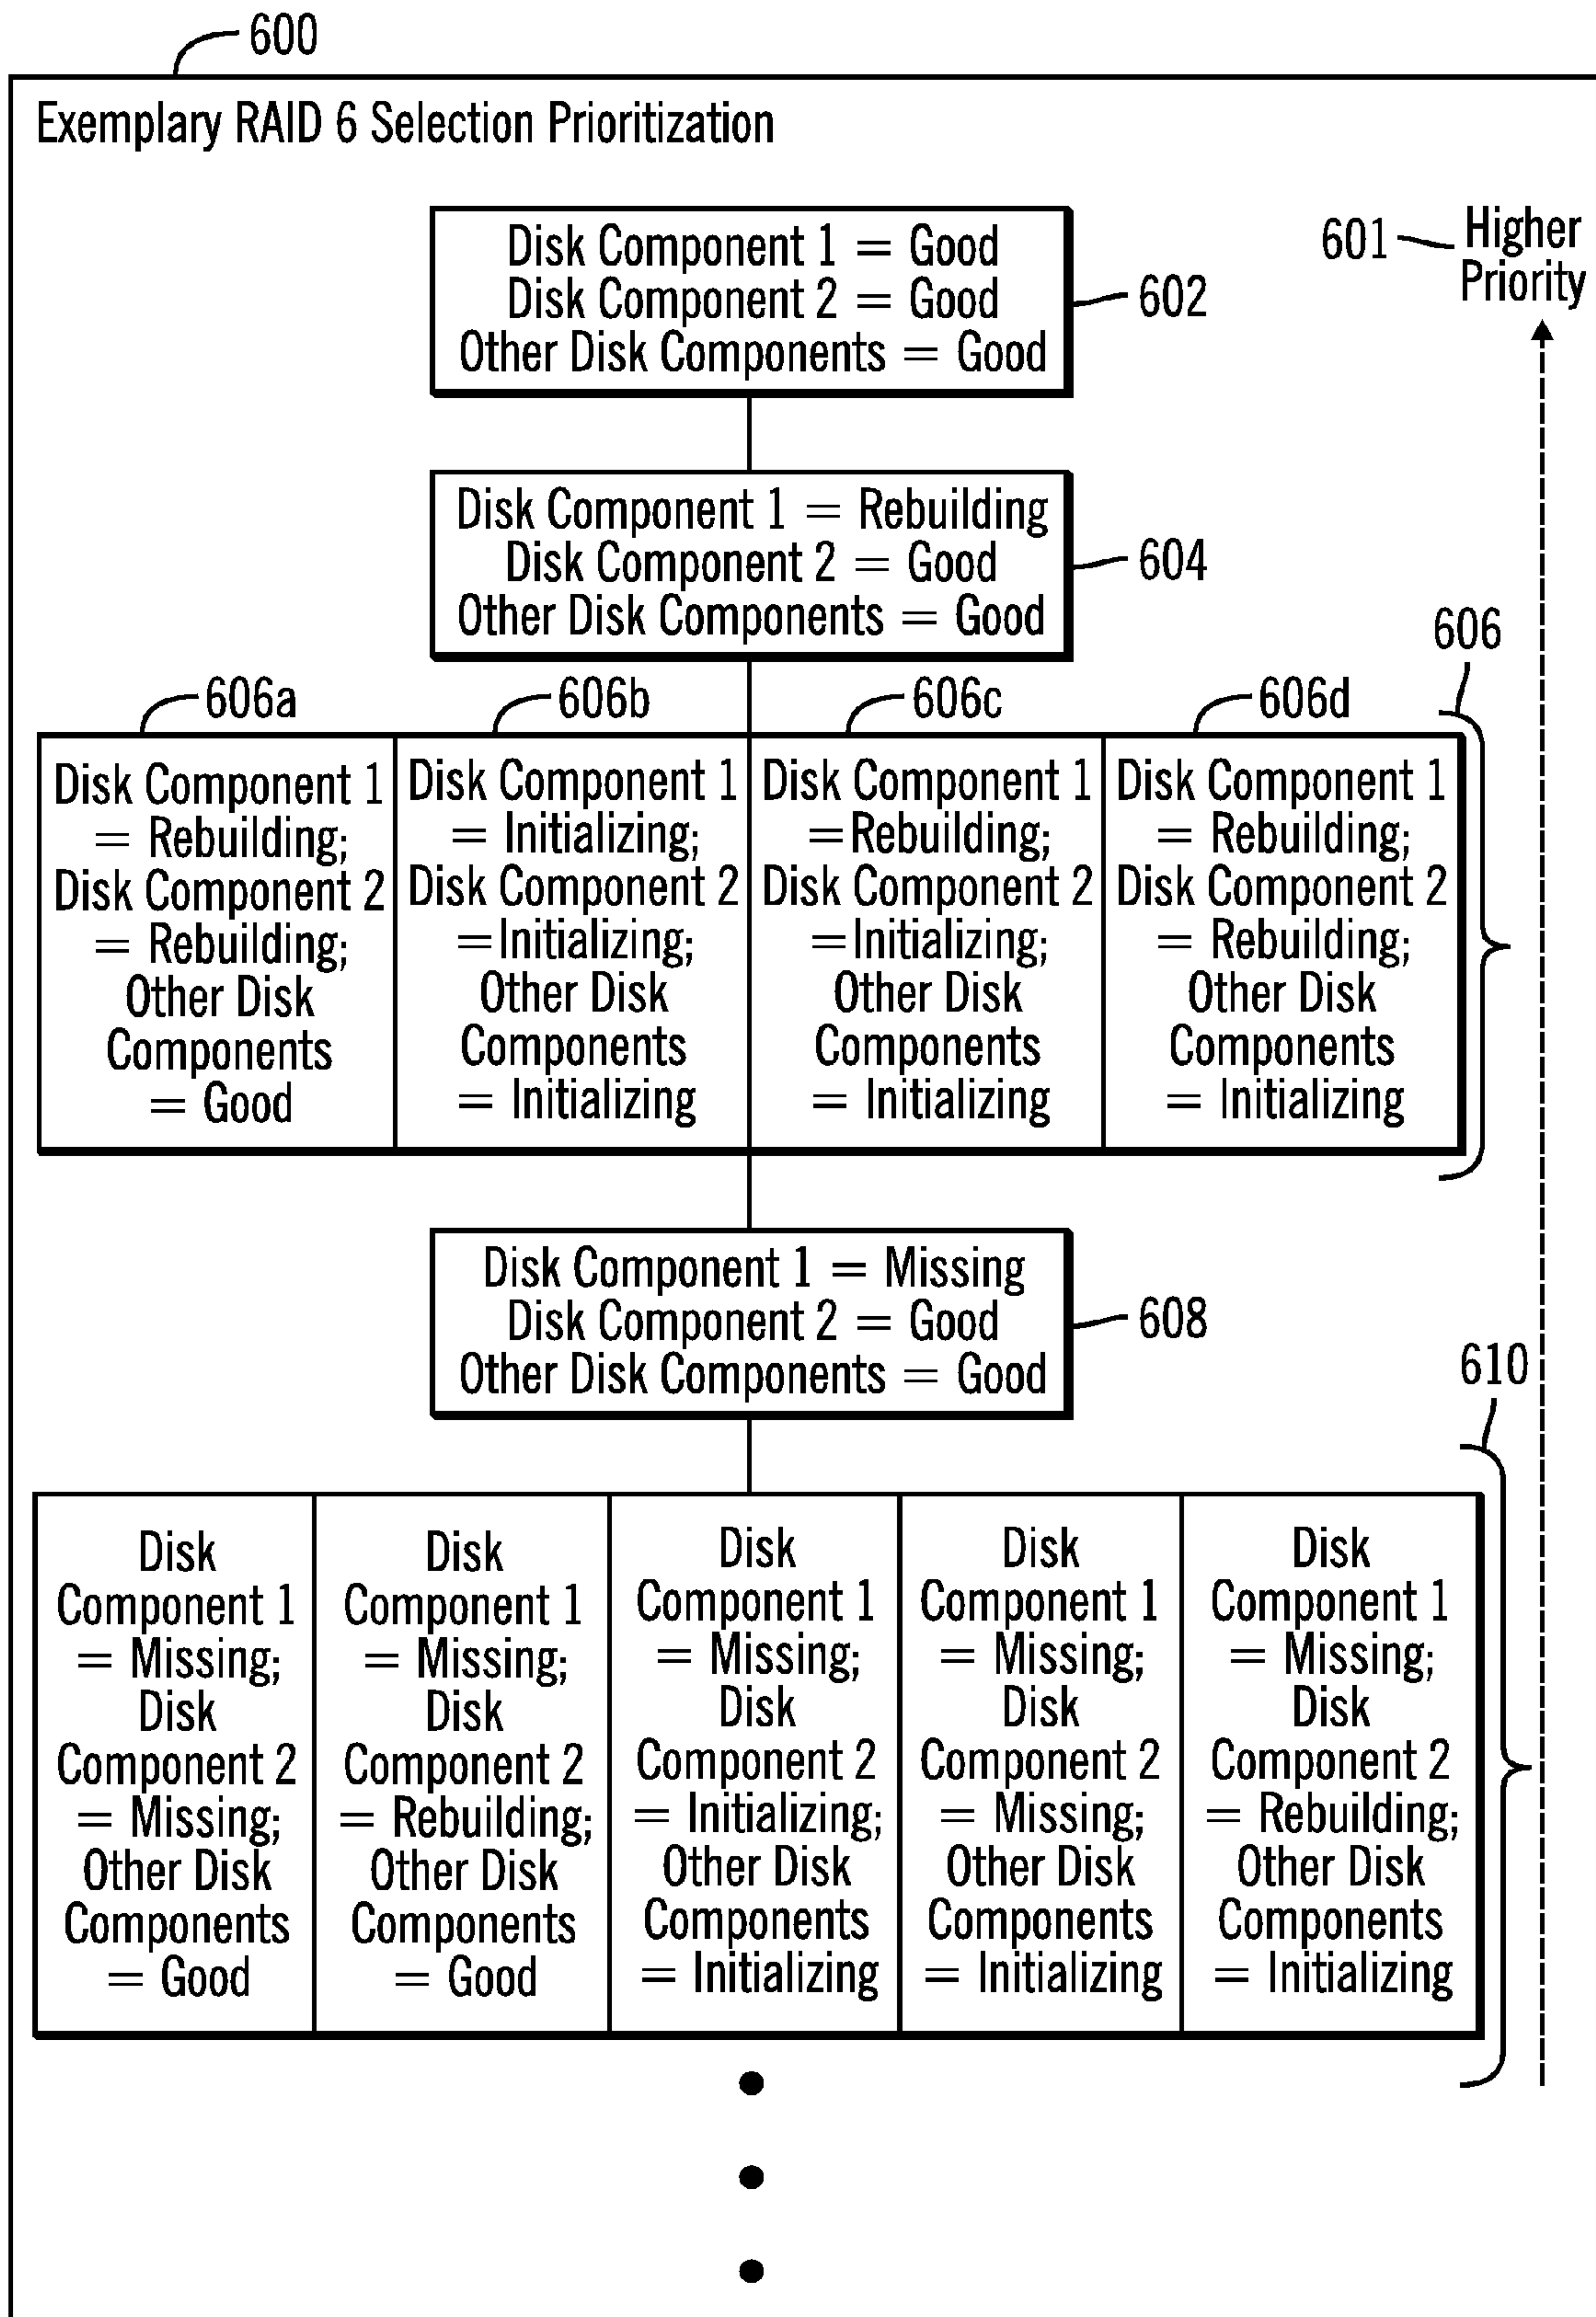 600
Exemplary RAID 6 Selection Prioritization
Disk Component 1 = Good
Disk Component 2 = Good
Other Disk Components = Good
602
601
Higher
Priority
Disk Component 1 = Rebuilding
Disk Component 2 = Good
Other Disk Components = Good
604
606
606a
606b
606c
606d
Disk Component 1
= Rebuilding;
Disk Component 2
= Rebuilding;
Other Disk
Components
= Good
Disk Component 1
= Initializing;
Disk Component 2
=Initializing;
Other Disk
Components
= Initializing
Disk Component 1
=Rebuilding;
Disk Component 2
=Initializing;
Other Disk
Components
= Initializing
Disk Component 1
= Rebuilding;
Disk Component 2
= Rebuilding;
Other Disk
Components
= Initializing
Disk Component 1 = Missing
Disk Component 2 = Good
Other Disk Components = Good
608
610
Disk
Component 1
= Missing;
Disk
Component 2
= Missing;
Other Disk
Components
= Good
Disk
Component 1
= Missing;
Disk
Component 2
= Rebuilding;
Other Disk
Components
= Good
Disk
Component 1
= Missing;
Disk
Component 2
= Initializing;
Other Disk
Components
= Initializing
Disk
Component 1
= Missing;
Disk
Component 2
= Missing;
Other Disk
Components
= Initializing
Disk
Component 1
= Missing;
Disk
Component 2
= Rebuilding;
Other Disk
Components
= Initializing